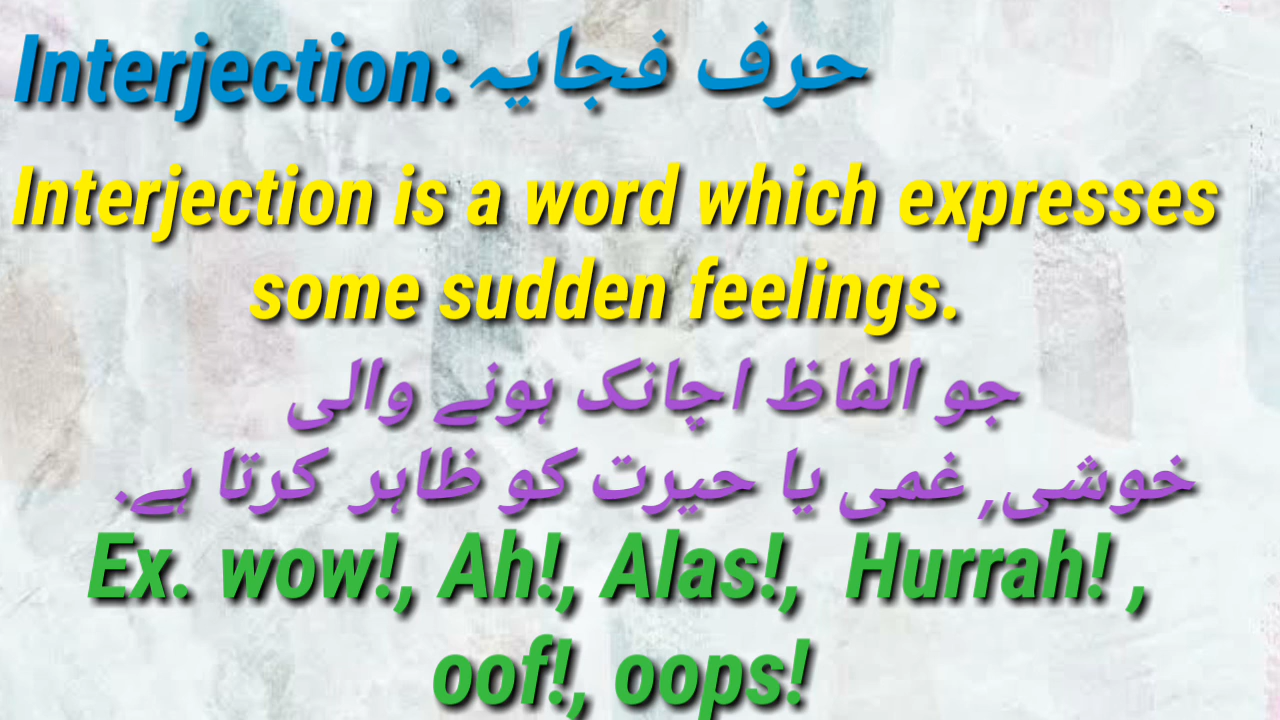 Interjection: حرف فجایہ
Interjection is a word which expresses
some sudden feelings.
جو الفاظ اچانک ہونے والی
خوشی, غمی یا حیرت کو ظاہر کرتا ہے.
Ex. wow!, Ah!, Alas!, Hurrah! ,
oof!, oops!